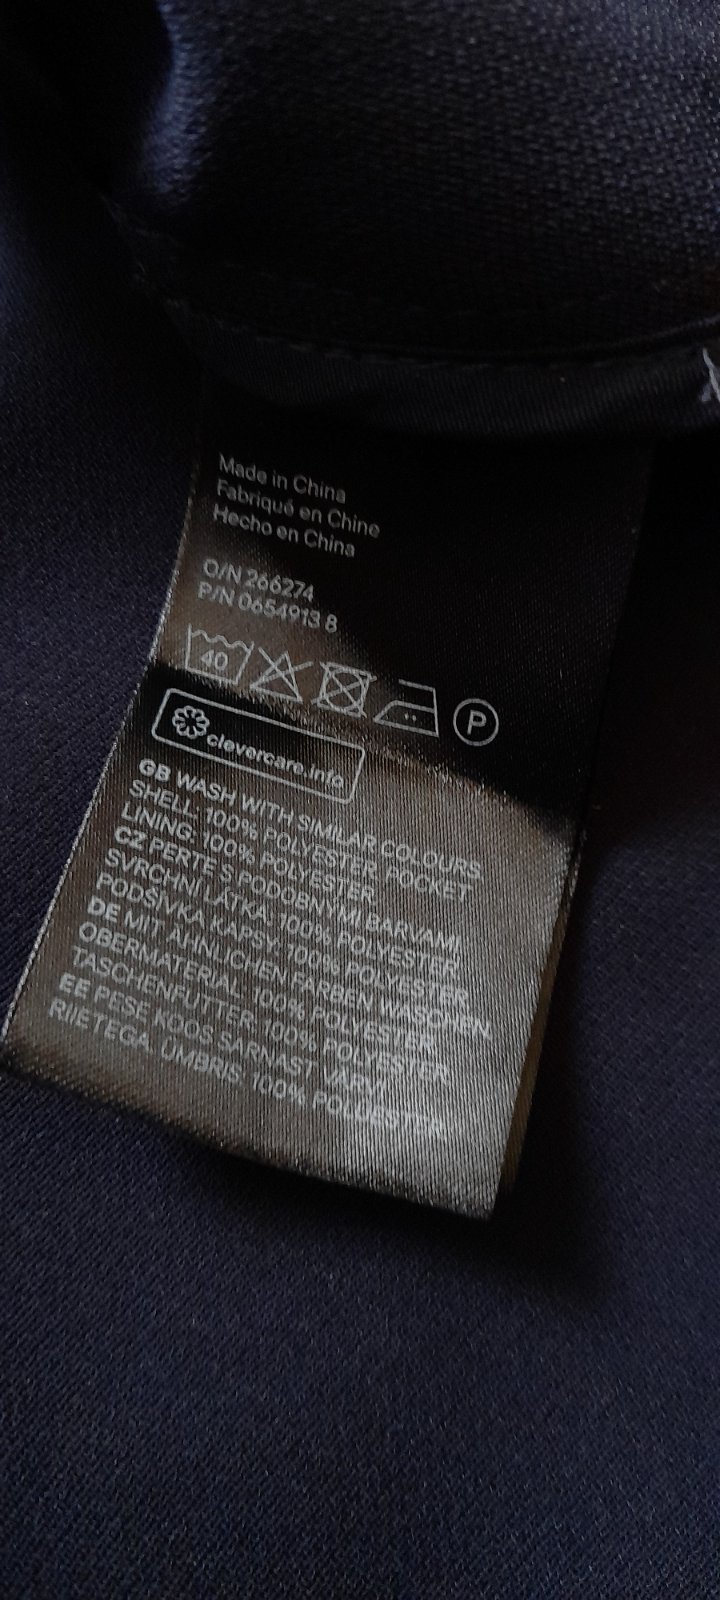 Made in China
Fabriqué en Chine
Hecho en China
O/N 266274
P/N 0654913 8
40
P
clevercare.info
GB WASH WITH SIMILAR COLOURS
SHELL: 100% POLYESTER. POCKET
LINING: 100% POLYESTER
CZ PERTE S PODOBNÝMI BARVAMI
SVRCHNI LÁTKA: 100% POLYESTER
PODŠÍVKA KAPSY: 100% POLYESTER
DE MIT ÄHNLICHEN FARBEN WASCHEN
OBERMATERIAL: 100% POLYESTER
TASCHENFUTTER: 100% POLYESTER
EE PESE KOOS SARNAST VÄRVI
RIIETEGA. ÜMBRIS: 100% POLÜESTER.